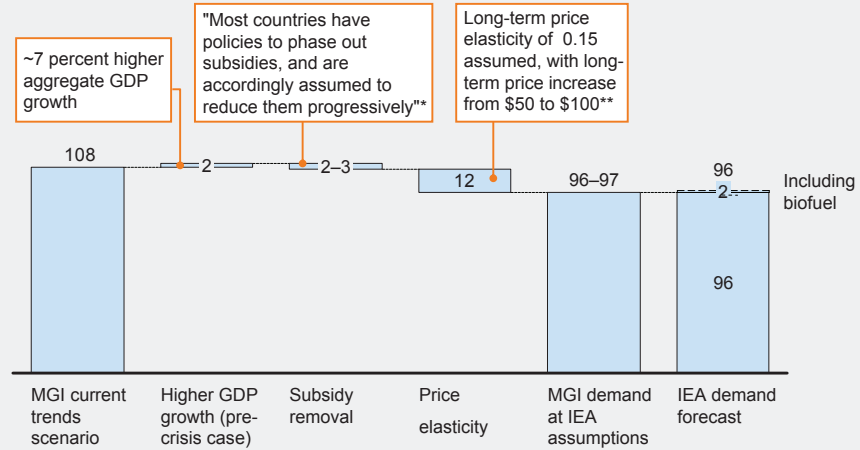 ~7 percent higher
aggregate GDP
growth
"Most countries have
policies to phase out
subsidies, and are
accordingly assumed to
reduce them progressively"*
Long-term price
elasticity of 0.15
assumed, with long-
term price increase
from $50 to $100**
108
2
2–3
12
96–97
96
2
96
Including
biofuel
MGI current
trends
scenario
Higher GDP
growth (pre-
crisis case)
Subsidy
removal
Price
elasticity
MGI demand
at IEA
assumptions
IEA demand
forecast